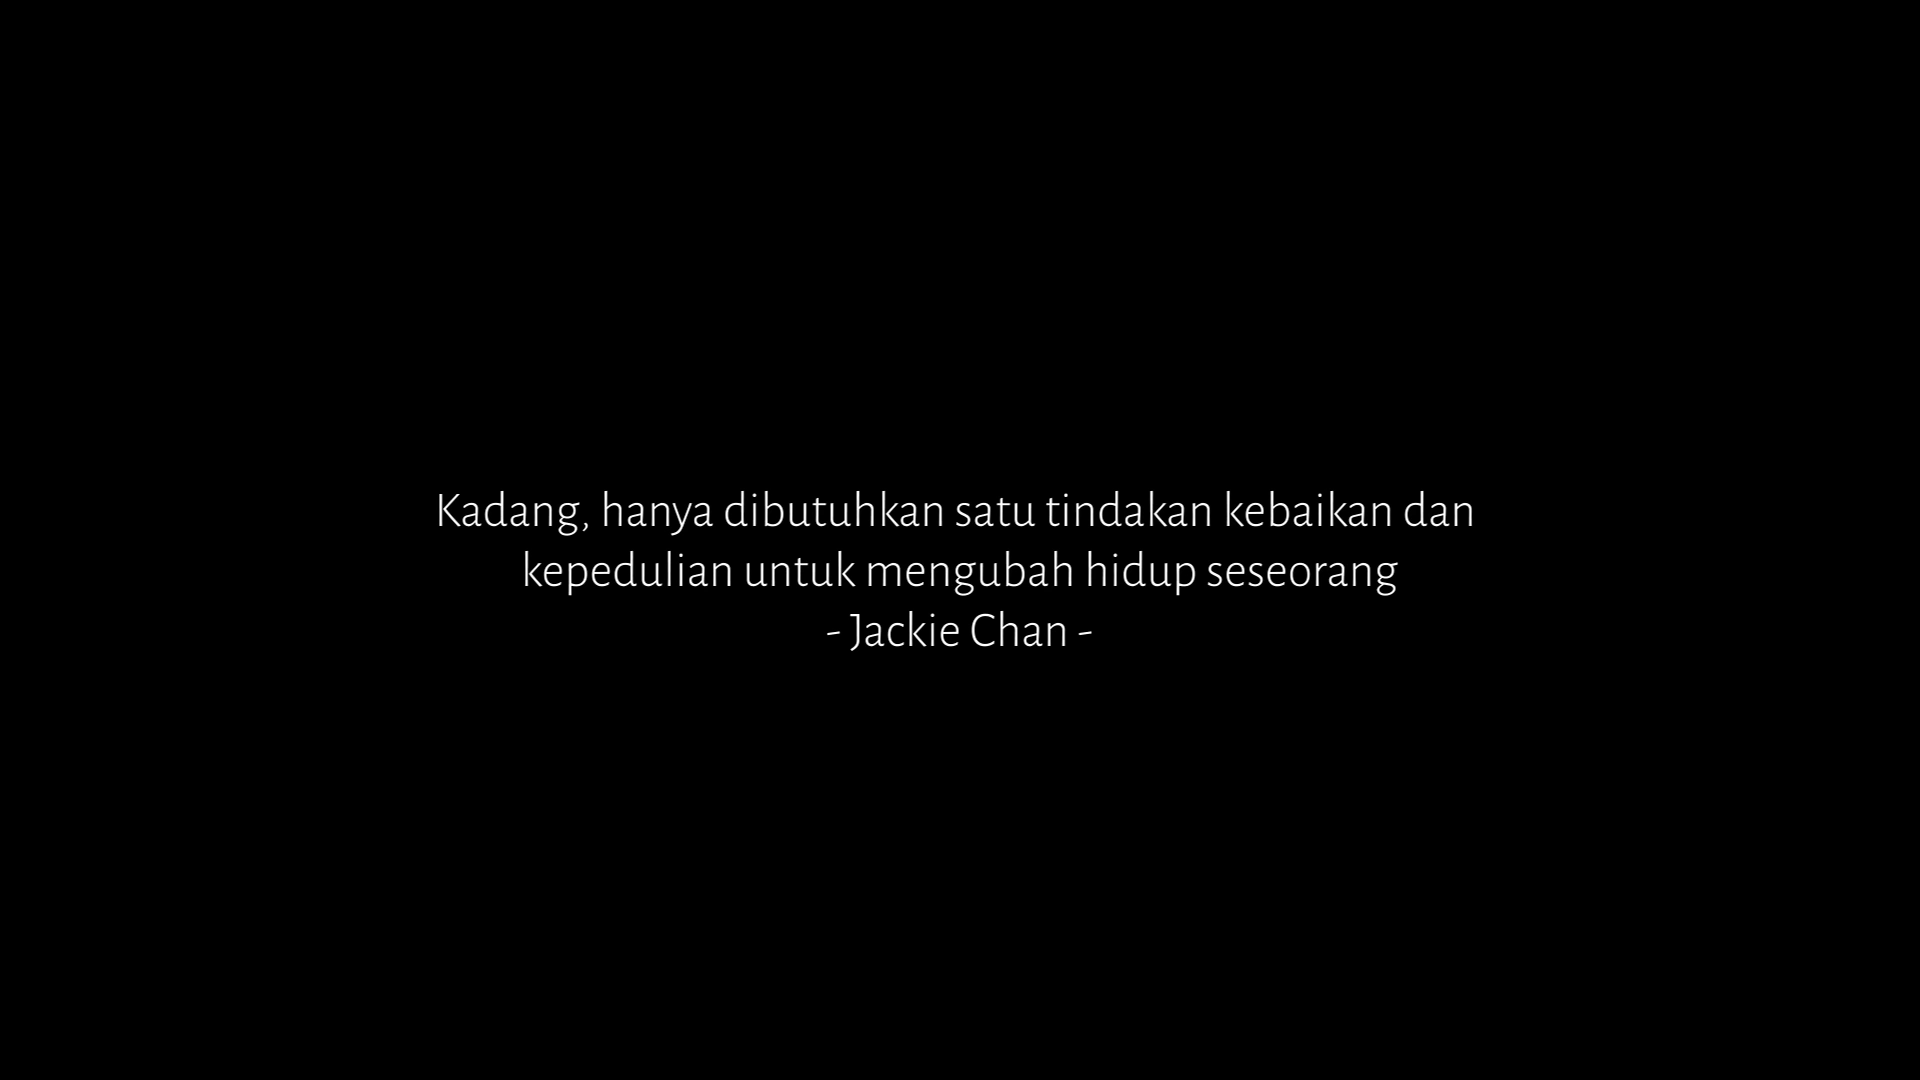 Kadang, hanya dibutuhkan satu tindakan kebaikan dan
kepedulian untuk mengubah hidup seseorang
- Jackie Chan -